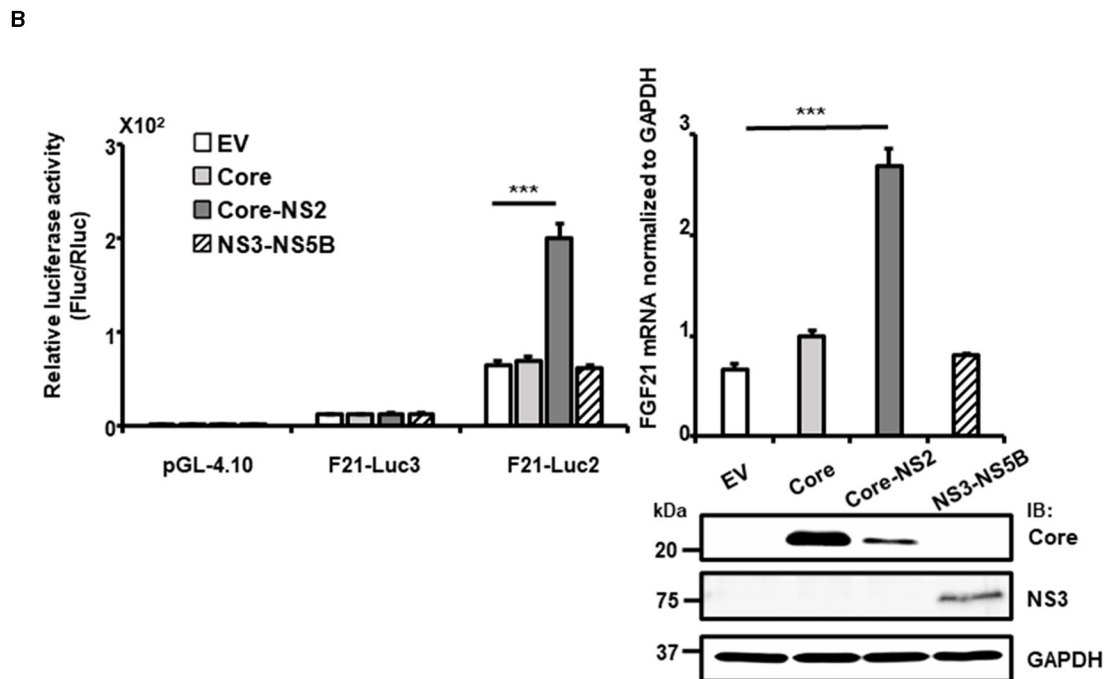 B
X10²
Relative luciferase activity
(Fluc/Rluc)
3
2
1
0
EV
Core
Core-NS2
NS3-NS5B
***
pGL-4.10
F21-Luc3
F21-Luc2
FGF21 mRNA normalized to GAPDH
3
2
1
0
***
EV
Core
Core-NS2
NS3-NS5B
kDa
IB:
20
Core
75
NS3
37
GAPDH